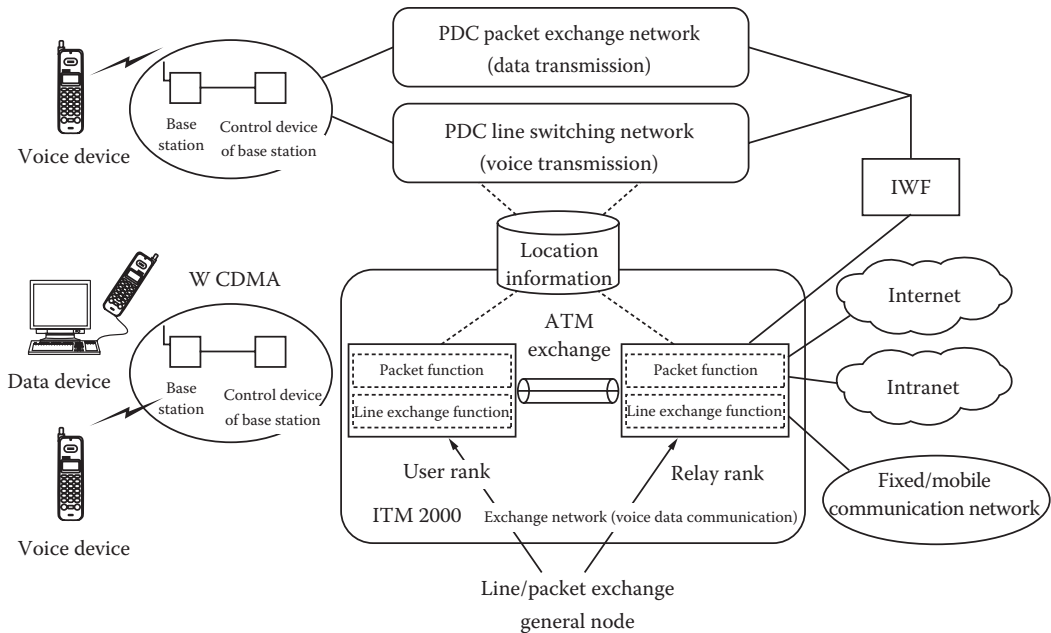 PDC packet exchange network
(data transmission)
Base
station
Control device
of base station
Voice device
PDC line switching network
(voice transmission)
IWF
Location
information
W CDMA
Internet
ATM
exchange
Data device
Base
station
Control device
of base station
Packet function
Line exchange function
Packet function
Line exchange function
Intranet
User rank
Relay rank
Fixed/mobile
communication network
ITM 2000
Exchange network (voice data communication)
Voice device
Line/packet exchange
general node